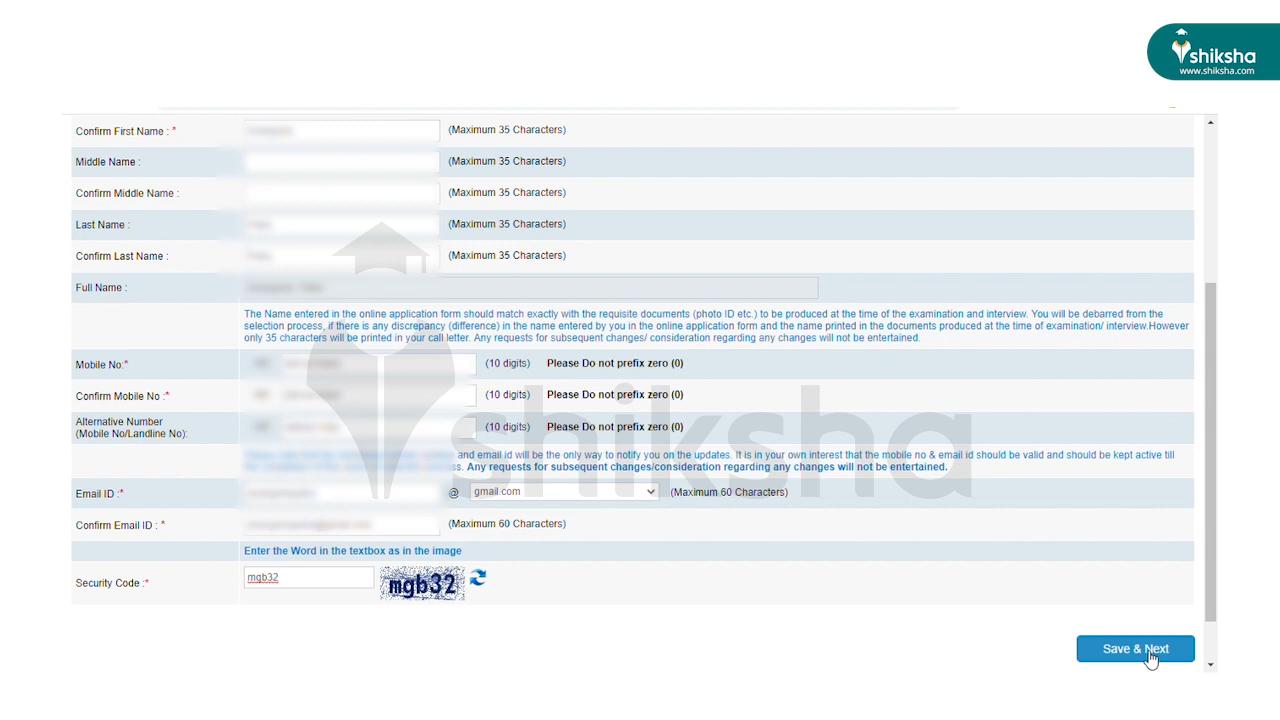 shiksha
www.shiksha.com
Confirm First Name : * (Maximum 35 Characters)
Middle Name : (Maximum 35 Characters)
Confirm Middle Name : (Maximum 35 Characters)
Last Name : (Maximum 35 Characters)
Confirm Last Name : (Maximum 35 Characters)
Full Name :
The Name entered in the online application form should match exactly with the requisite documents (photo ID etc.) to be produced at the time of the examination and interview. You will be debarred from the
selection process, if there is any discrepancy (difference) in the name entered by you in the online application form and the name printed in the documents produced at the time of examination/ interview.However
only 35 characters will be printed in your call letter. Any requests for subsequent changes/ consideration regarding any changes will not be entertained.
Mobile No:* (10 digits) Please Do not prefix zero (0)
Confirm Mobile No :* (10 digits) Please Do not prefix zero (0)
Alternative Number
(Mobile No/Landline No): (10 digits) Please Do not prefix zero (0)
and email id will be the only way to notify you on the updates. It is in your own interest that the mobile no & email id should be valid and should be kept active till
Any requests for subsequent changes/consideration regarding any changes will not be entertained.
shiksha
Email ID :* @ gmail.com (Maximum 60 Characters)
Confirm Email ID : * (Maximum 60 Characters)
Enter the Word in the textbox as in the image
Security Code :* mgb32 mgb32
Save & Next